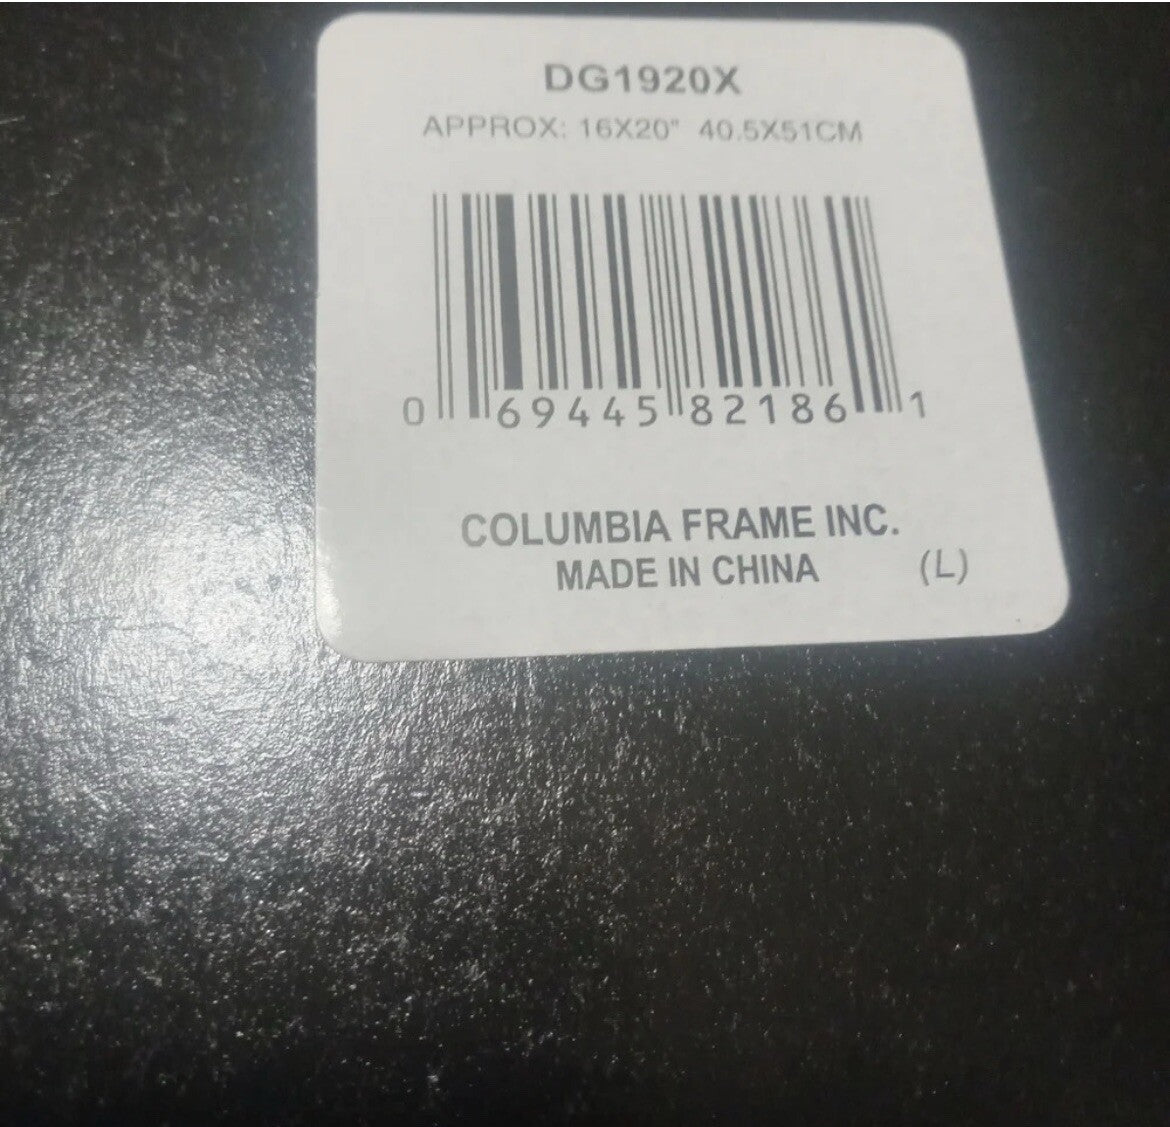 DG1920X
APPROX: 16X20" 40.5X51CM
0 69445 82186 1
COLUMBIA FRAME INC.
MADE IN CHINA (L)